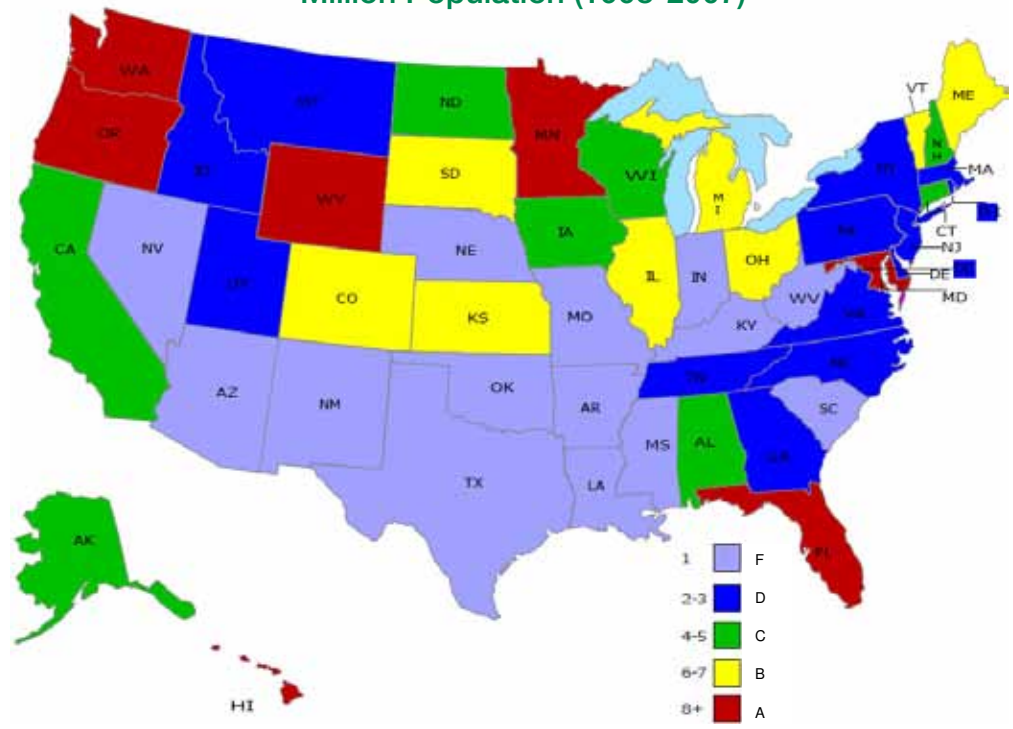 Million Population (1998-2007)
WA
VT
ME
OR
MT
ND
MN
NH
ID
SD
WI
NY
MA
WY
MI
CA
NV
NE
IA
PA
CT
NJ
UT
CO
IL
IN
OH
DE
MD
KS
MO
WV
VA
KY
AZ
NM
OK
TN
NC
AR
SC
MS
AL
GA
TX
LA
AK
FL
1 F
2-3 D
4-5 C
6-7 B
8+ A
HI